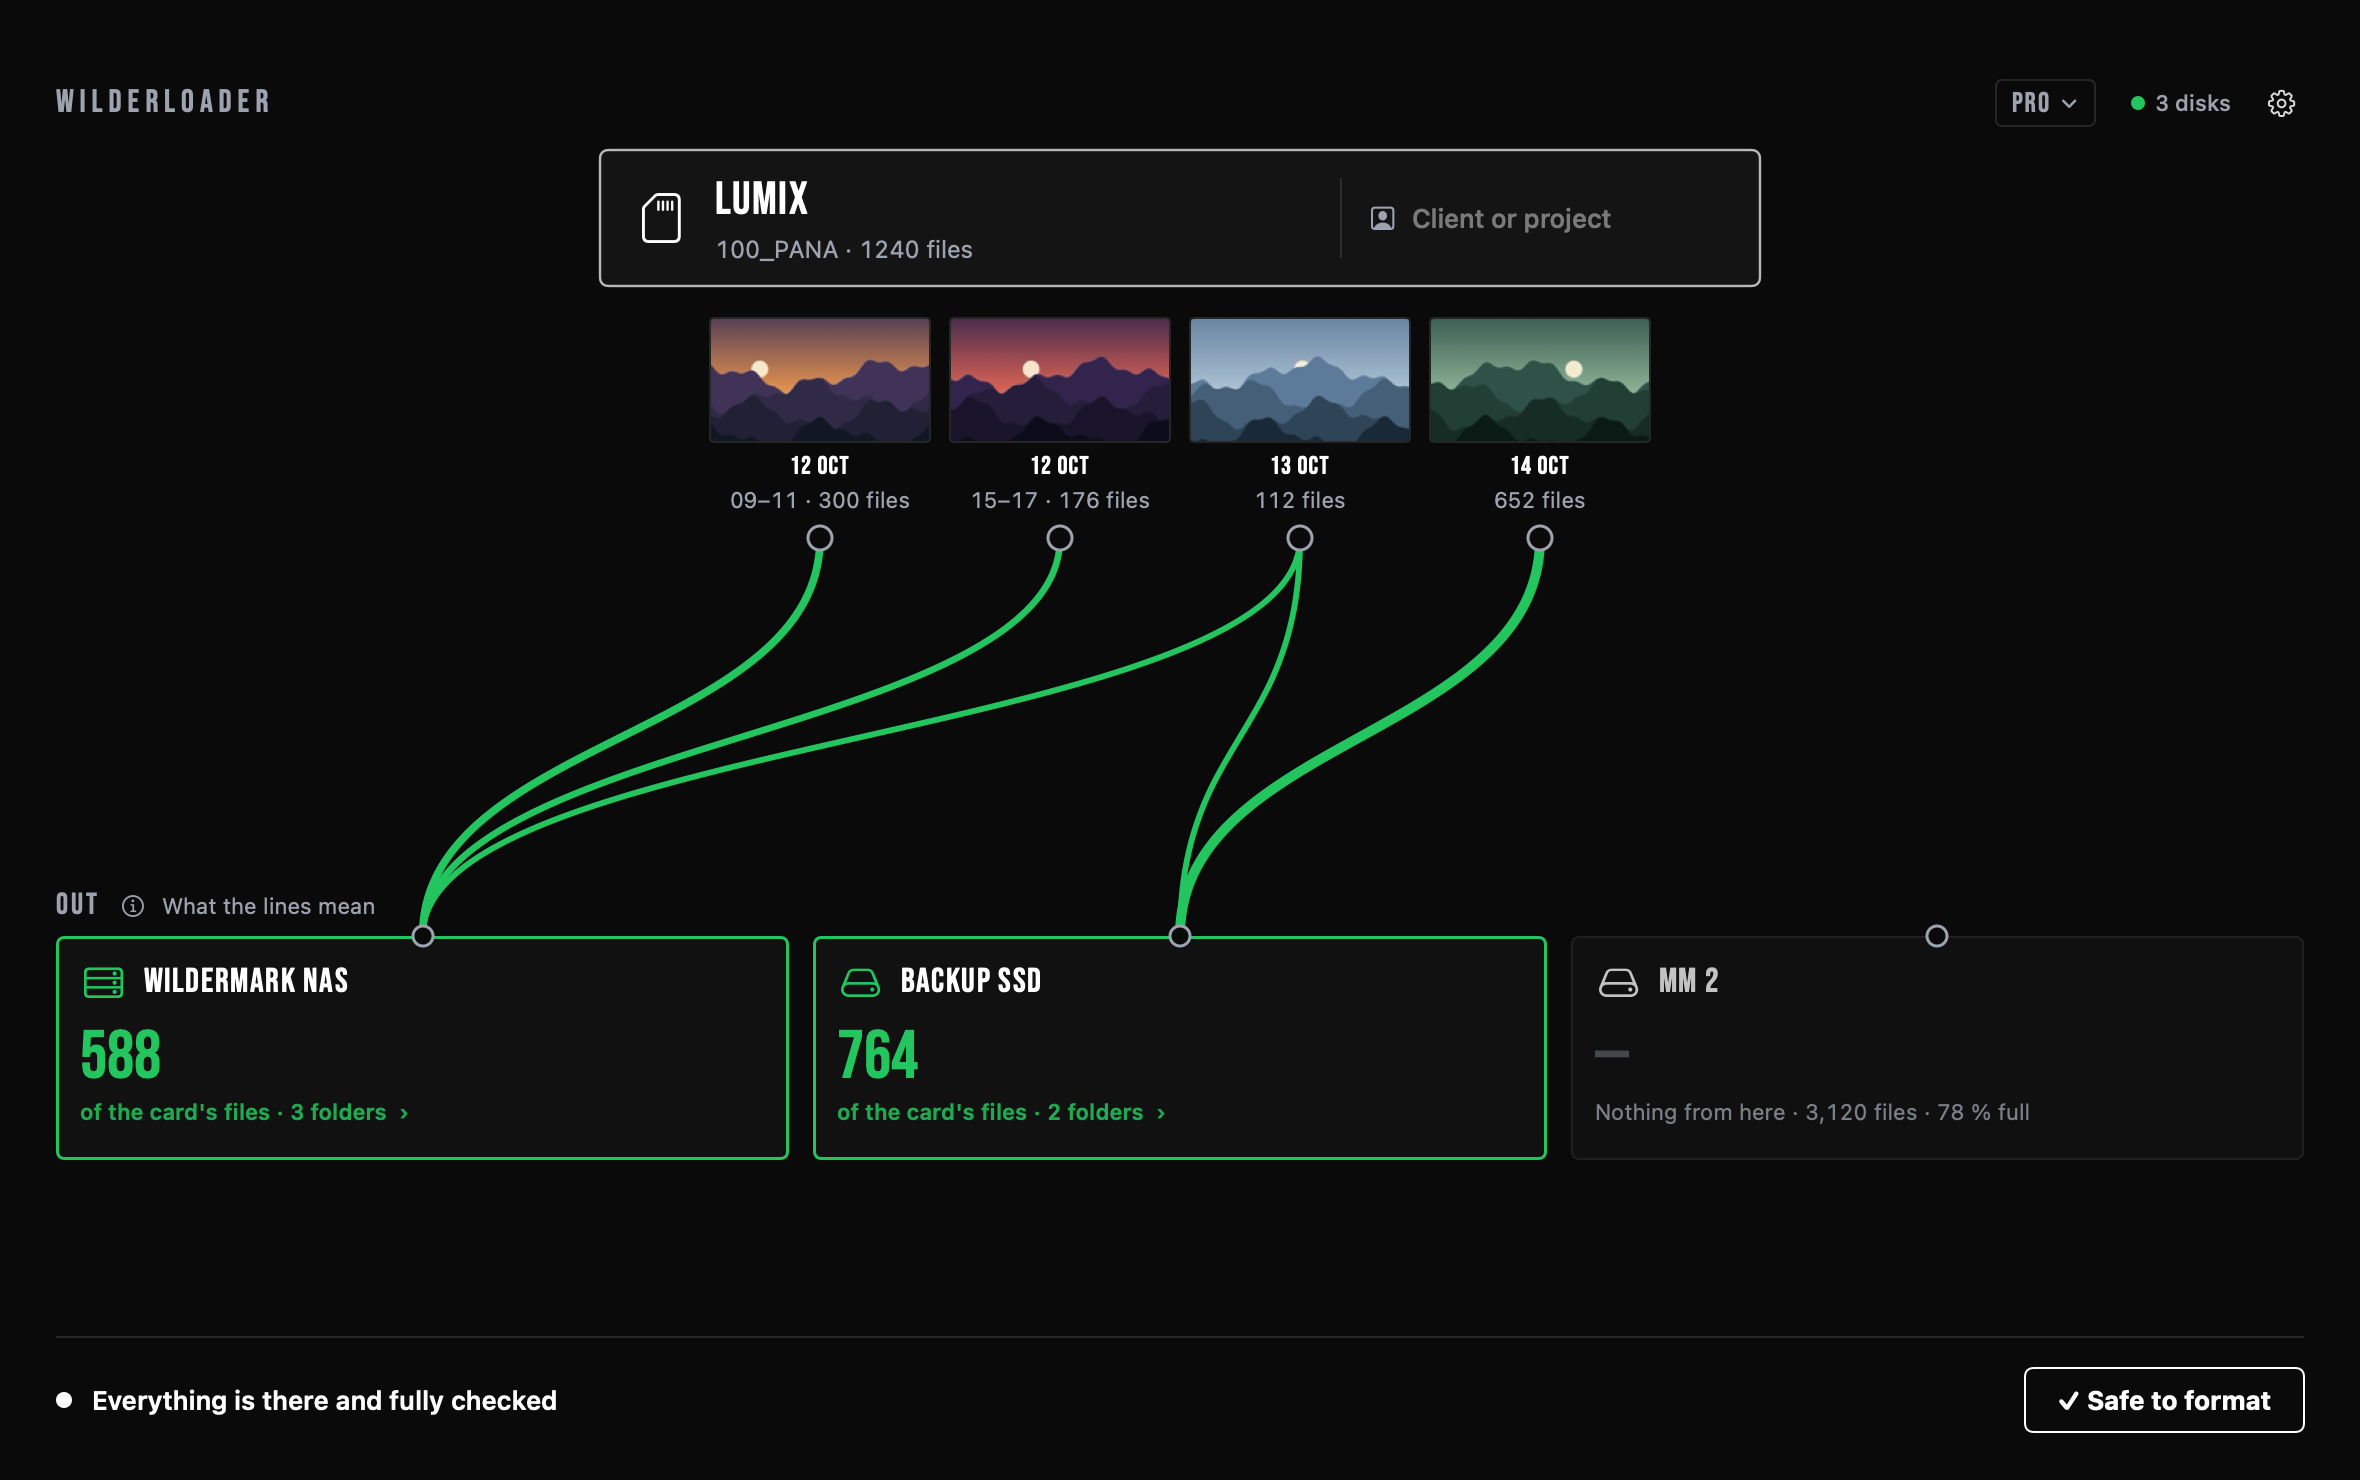 WILDERLOADER
PRO
3 disks
LUMIX
100_PANA · 1240 files
Client or project
12 OCT
09–11 · 300 files
12 OCT
15–17 · 176 files
13 OCT
112 files
14 OCT
652 files
OUT
What the lines mean
WILDERMARK NAS
588
of the card's files · 3 folders ›
BACKUP SSD
764
of the card's files · 2 folders ›
MM 2
—
Nothing from here · 3,120 files · 78 % full
Everything is there and fully checked
✓ Safe to format